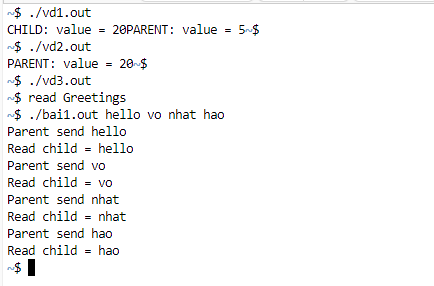 ~$ ./vd1.out
CHILD: value = 20PARENT: value = 5~$
~$ ./vd2.out
PARENT: value = 20~$
~$ ./vd3.out
~$ read Greetings
~$ ./bai1.out hello vo nhat hao
Parent send hello
Read child = hello
Parent send vo
Read child = vo
Parent send nhat
Read child = nhat
Parent send hao
Read child = hao
~$